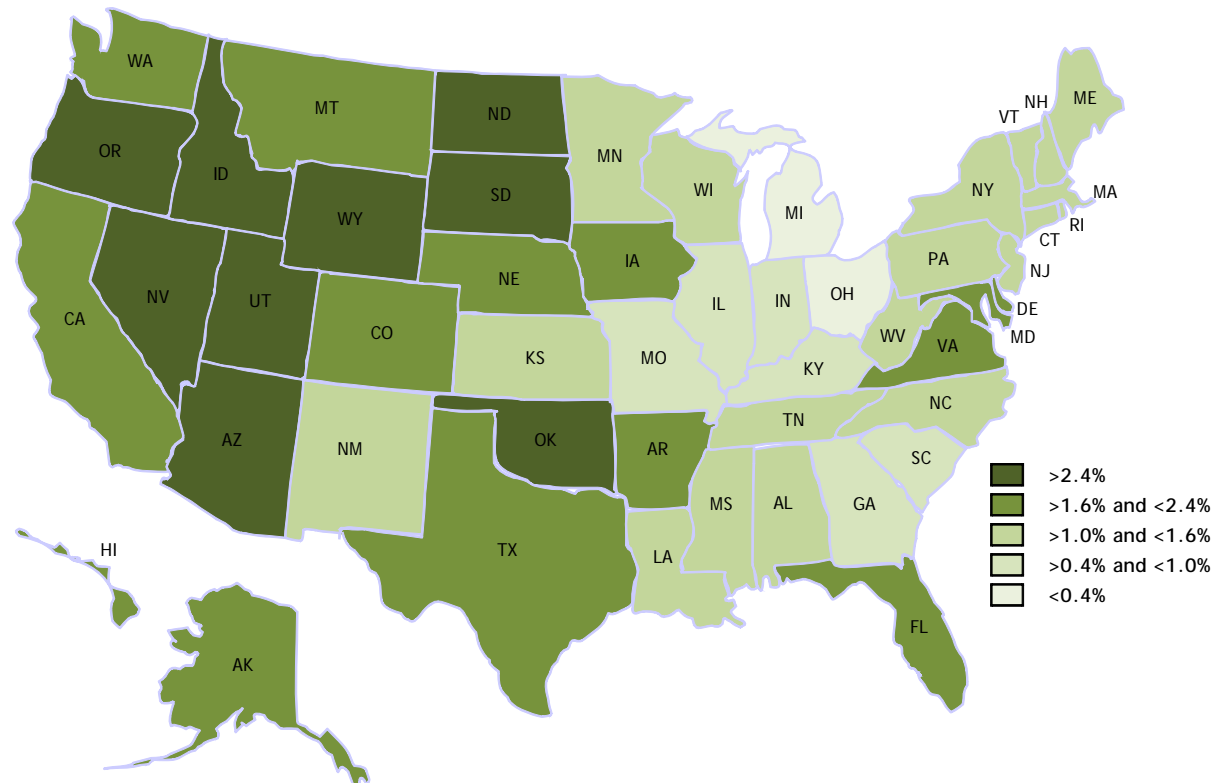 WA
MT
ND
OR
ID
WY
SD
MN
WI
MI
VT
NH
ME
NY
MA
RI
CT
PA
NJ
DE
MD
NV
UT
CA
CO
NE
IA
IL
IN
OH
WV
VA
KS
MO
KY
AZ
NM
OK
AR
TN
NC
SC
MS
AL
GA
TX
LA
FL
HI
AK
>2.4%
>1.6% and <2.4%
>1.0% and <1.6%
>0.4% and <1.0%
<0.4%